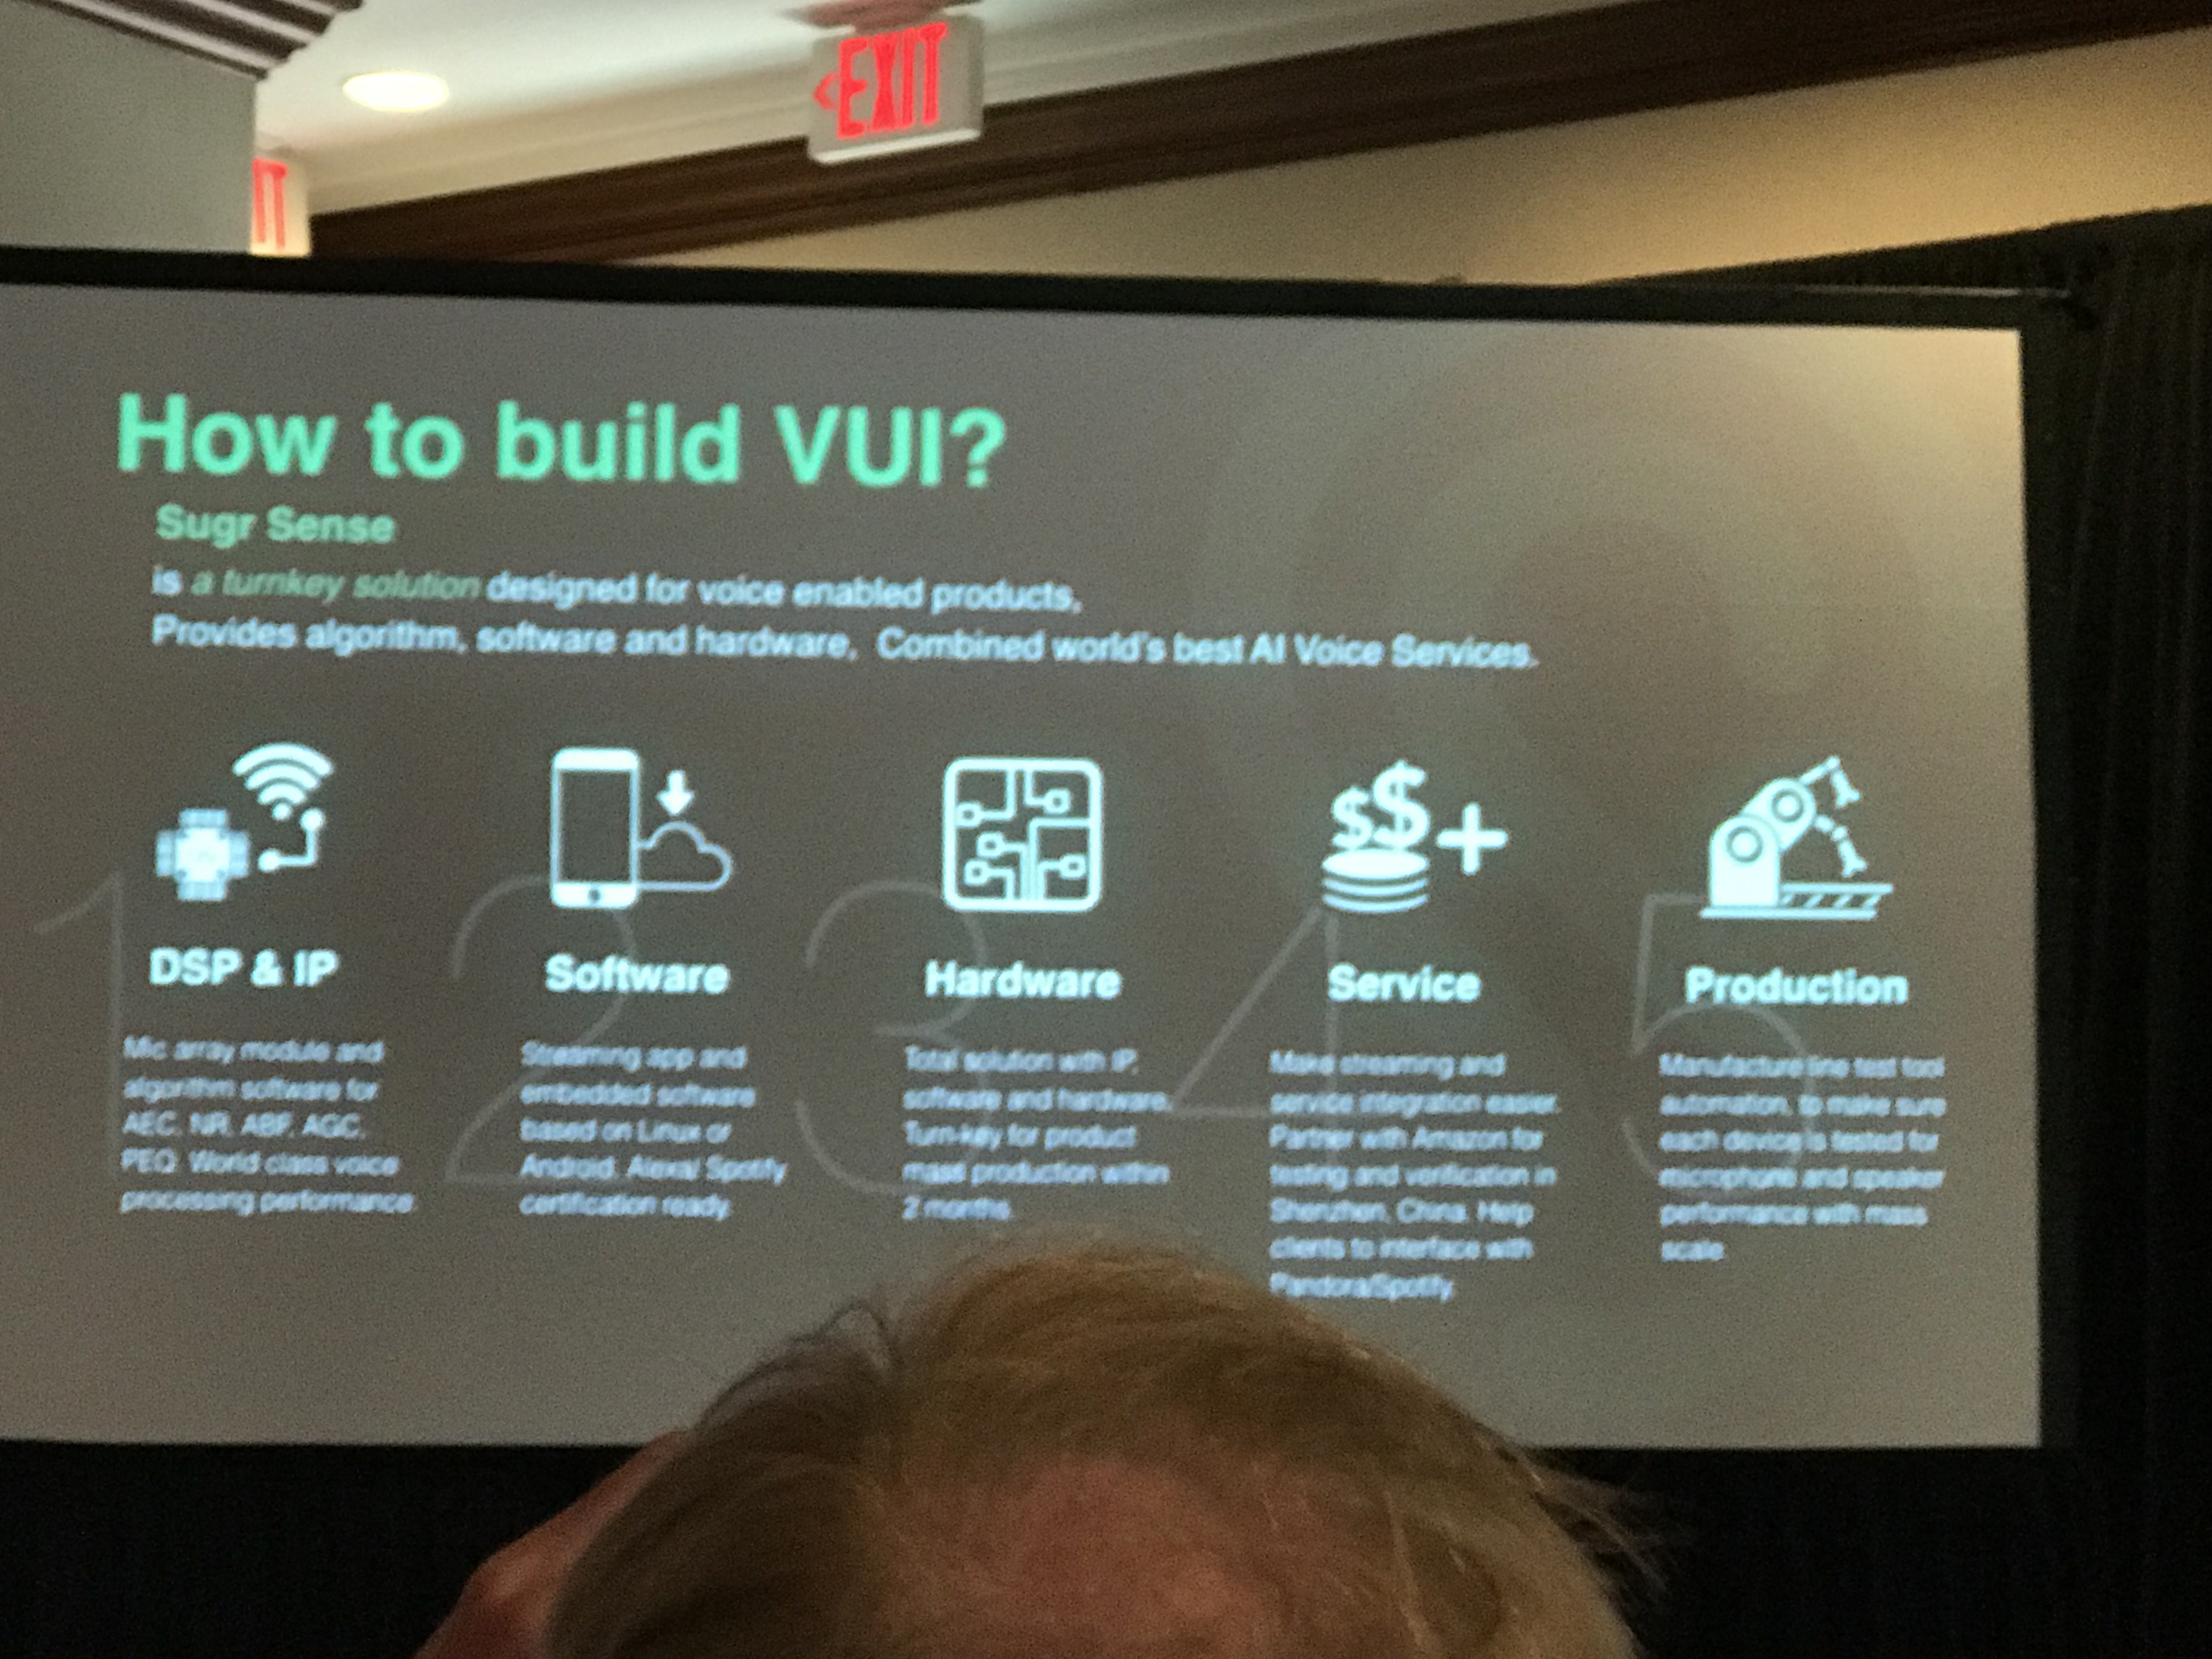 EXIT
IT
How to build VUI?
Sugr Sense
is a turnkey solution designed for voice enabled products,
Provides algorithm, software and hardware, Combined world's best AI Voice Services.
1
DSP & IP
Mic array module and
algorithm software for
AEC, NR, ABF, AGC,
PEQ. World class voice
processing performance.
2
Software
Streaming app and
embedded software
based on Linux or
Android. Alexa/ Spotify
certification ready.
3
Hardware
Total solution with IP,
software and hardware.
Turn-key for product
mass production within
2 months.
4
Service
Make streaming and
service integration easier.
Partner with Amazon for
testing and verification in
Shenzhen, China. Help
clients to interface with
Pandora/Spotify.
5
Production
Manufacture line test tool
automation, to make sure
each device is tested for
microphone and speaker
performance with mass
scale.